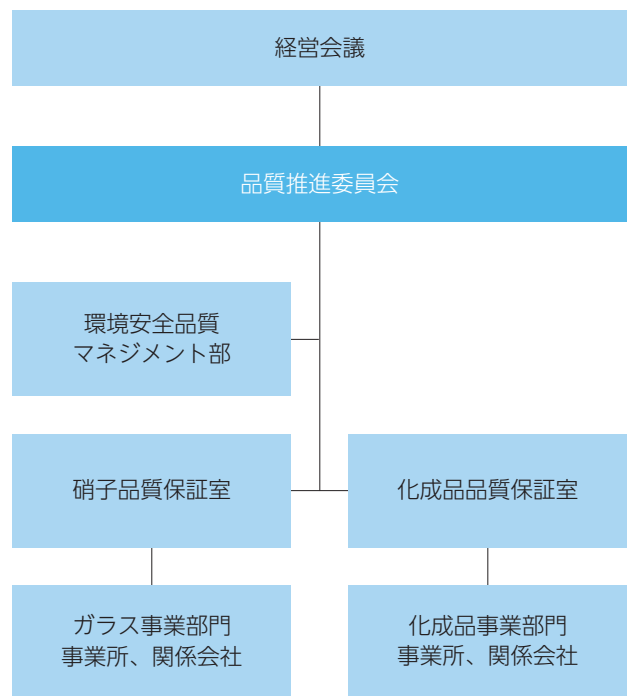 経営会議
品質推進委員会
環境安全品質
マネジメント部
硝子品質保証室
化成品品質保証室
ガラス事業部門
事業所、関係会社
化成品事業部門
事業所、関係会社